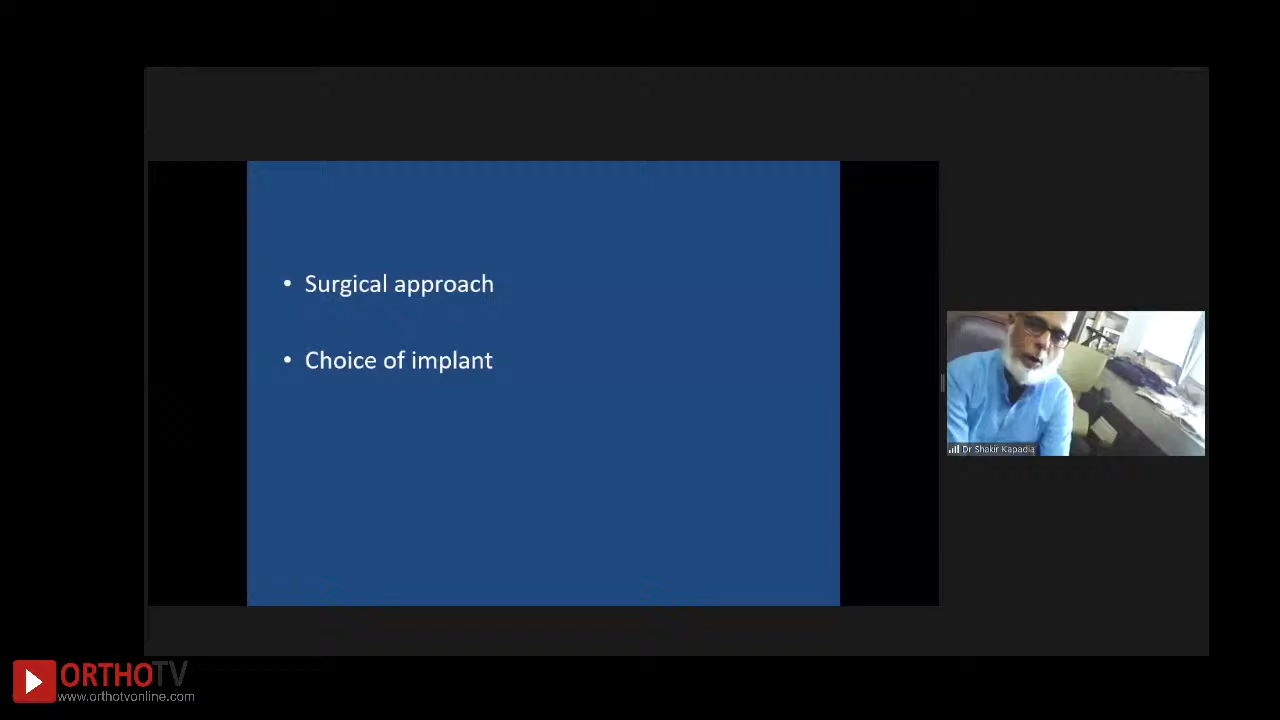 • Surgical approach
• Choice of implant
Dr Shakir Kapadia
ORTHOTV
www.orthotvonline.com